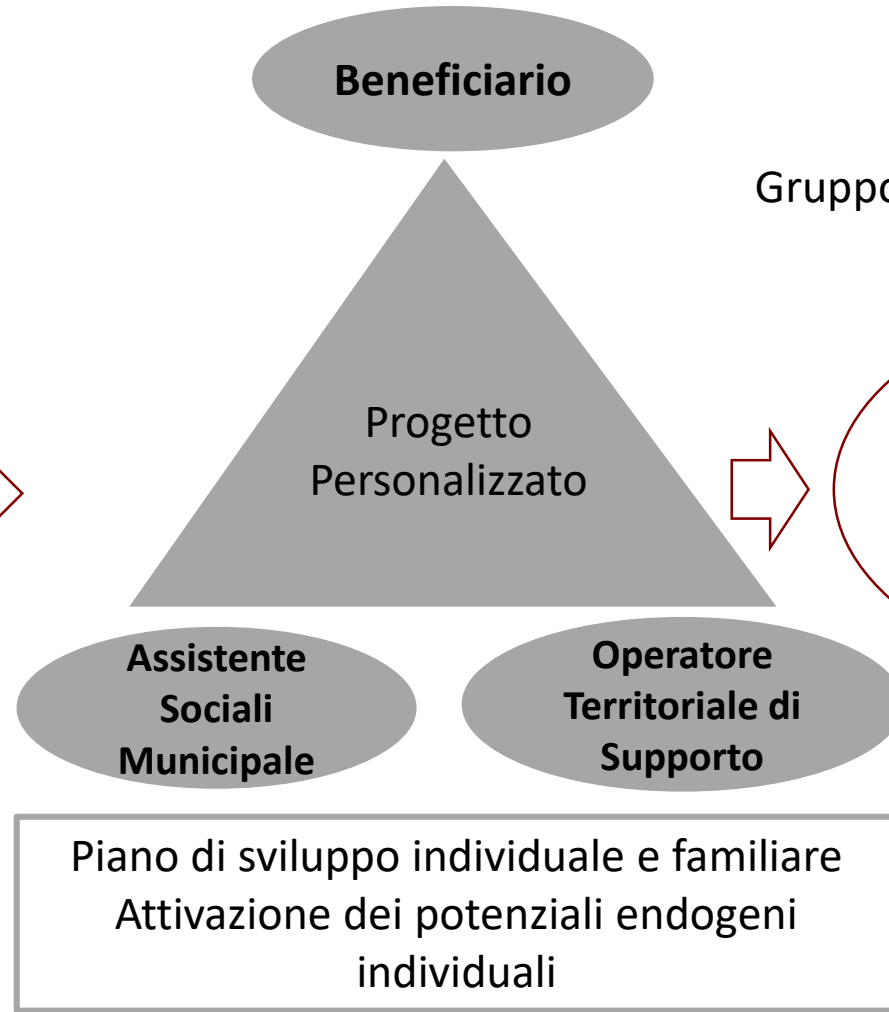 Beneficiario
Gruppo
Progetto
Personalizzato
Assistente
Sociali
Municipale
Operatore
Territoriale di
Supporto
Piano di sviluppo individuale e familiare
Attivazione dei potenziali endogeni
individuali